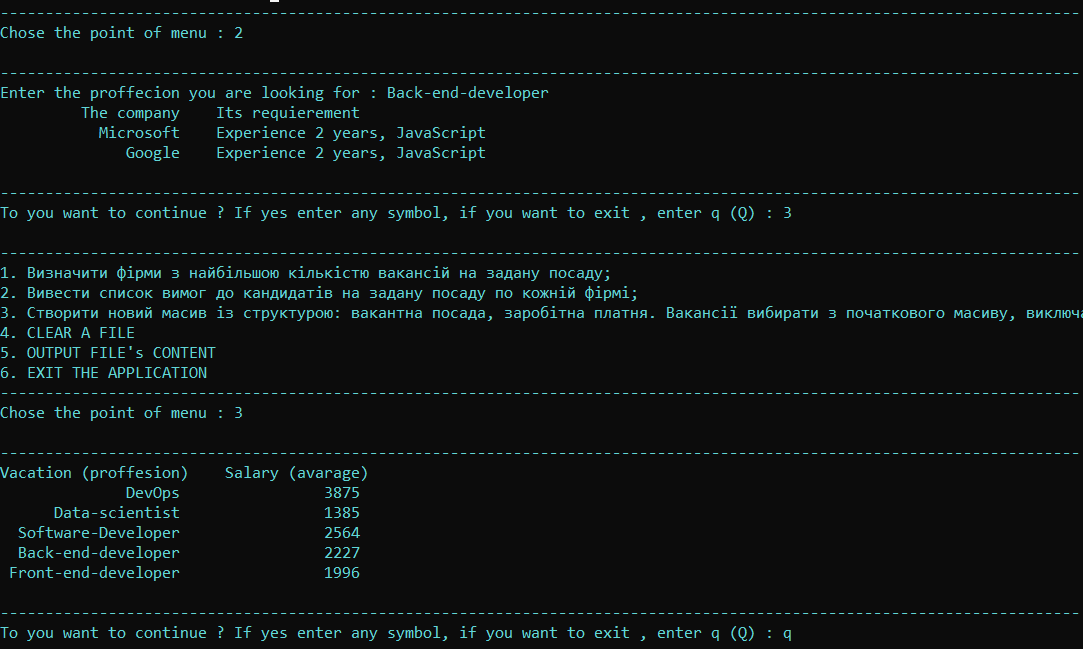 Chose the point of menu : 2
Enter the proffecion you are looking for : Back-end-developer
The company Its requierement
Microsoft Experience 2 years, JavaScript
Google Experience 2 years, JavaScript
To you want to continue ? If yes enter any symbol, if you want to exit , enter q (Q) : 3
1. Визначити фірми з найбільшою кількістю вакансій на задану посаду;
2. Вивести список вимог до кандидатів на задану посаду по кожній фірмі;
3. Створити новий масив із структурою: вакантна посада, заробітна платня. Вакансії вибирати з початкового масиву, виключа
4. CLEAR A FILE
5. OUTPUT FILE's CONTENT
6. EXIT THE APPLICATION
Chose the point of menu : 3
Vacation (proffesion) Salary (avarage)
DevOps 3875
Data-scientist 1385
Software-Developer 2564
Back-end-developer 2227
Front-end-developer 1996
To you want to continue ? If yes enter any symbol, if you want to exit , enter q (Q) : q